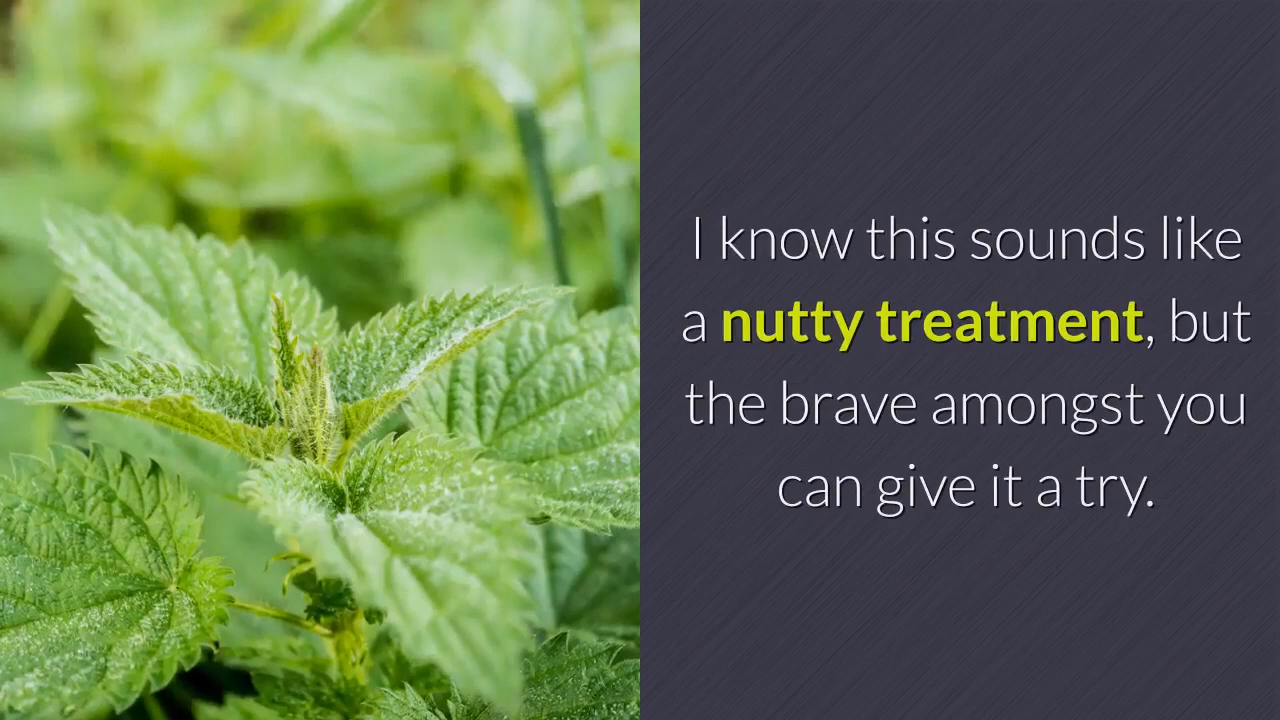 I know this sounds like
a nutty treatment, but
the brave amongst you
can give it a try.